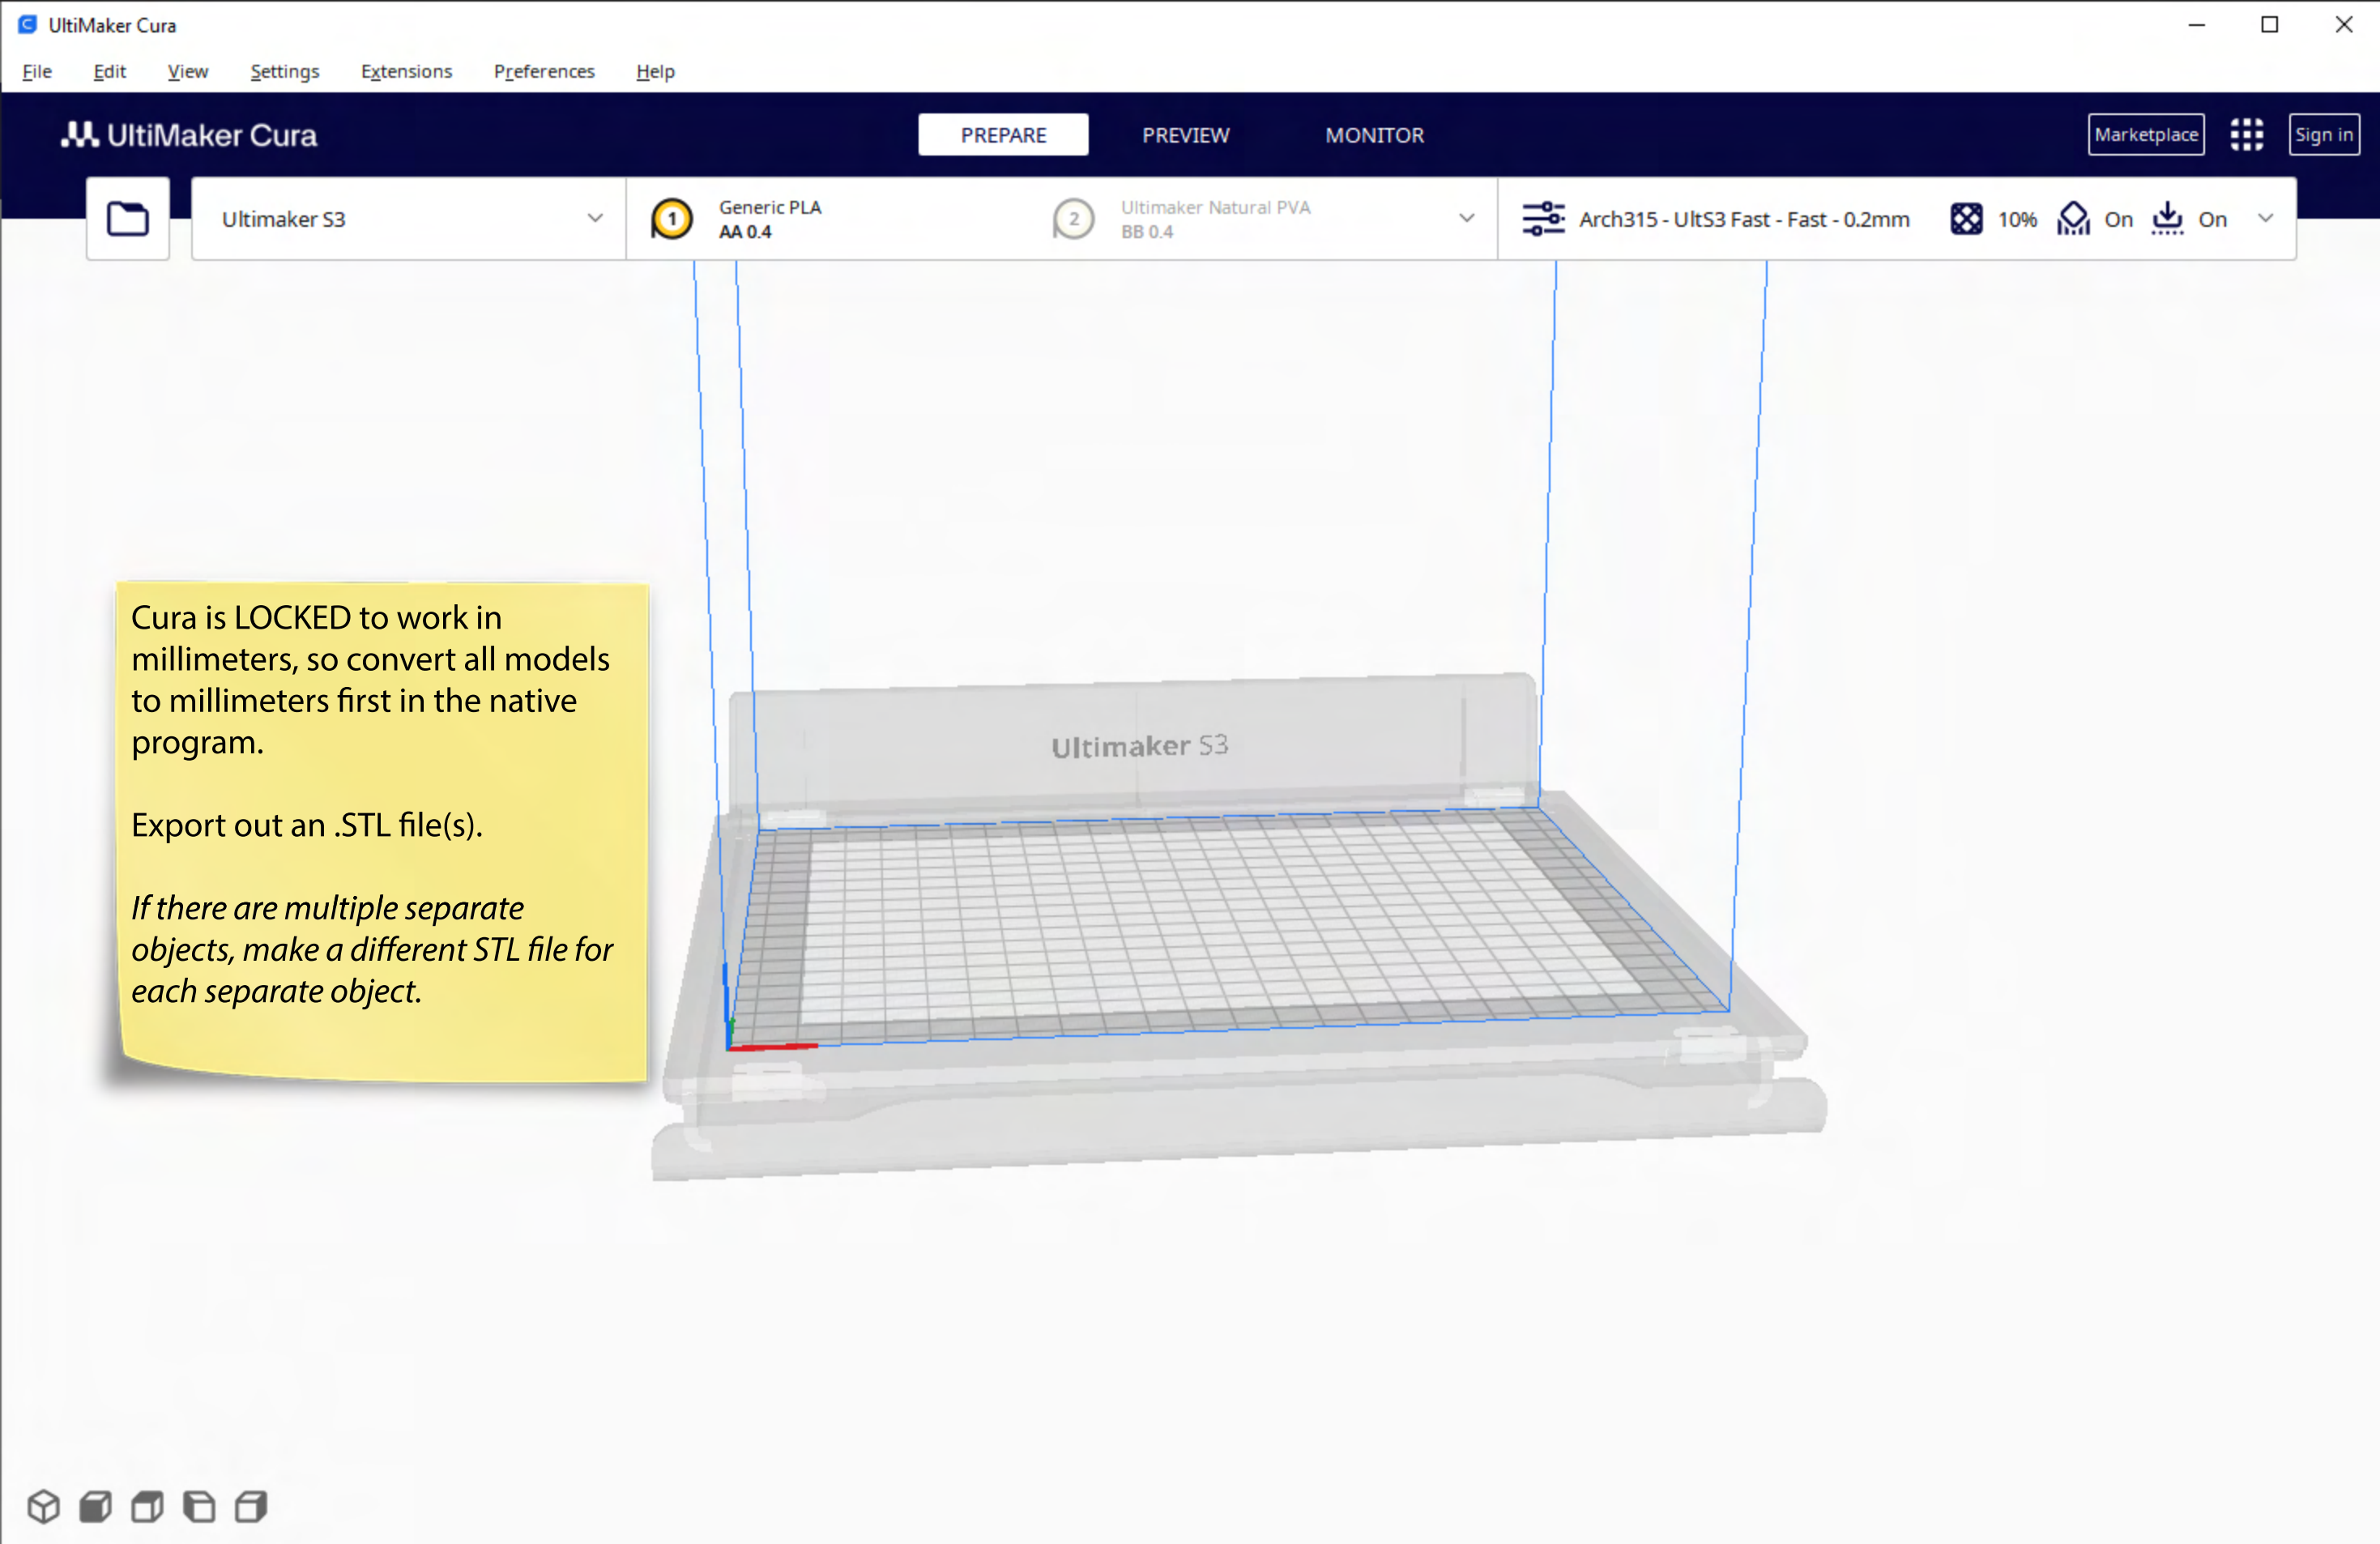 UltiMaker Cura
File Edit View Settings Extensions Preferences Help
UltiMaker Cura PREPARE PREVIEW MONITOR Marketplace Sign in
Ultimaker S3
1
Generic PLA
AA 0.4
2
Ultimaker Natural PVA
BB 0.4
Arch315 - UltS3 Fast - Fast - 0.2mm 10% On On
Cura is LOCKED to work in
millimeters, so convert all models
to millimeters first in the native
program.
Export out an .STL file(s).
If there are multiple separate
objects, make a different STL file for
each separate object.
Ultimaker S3